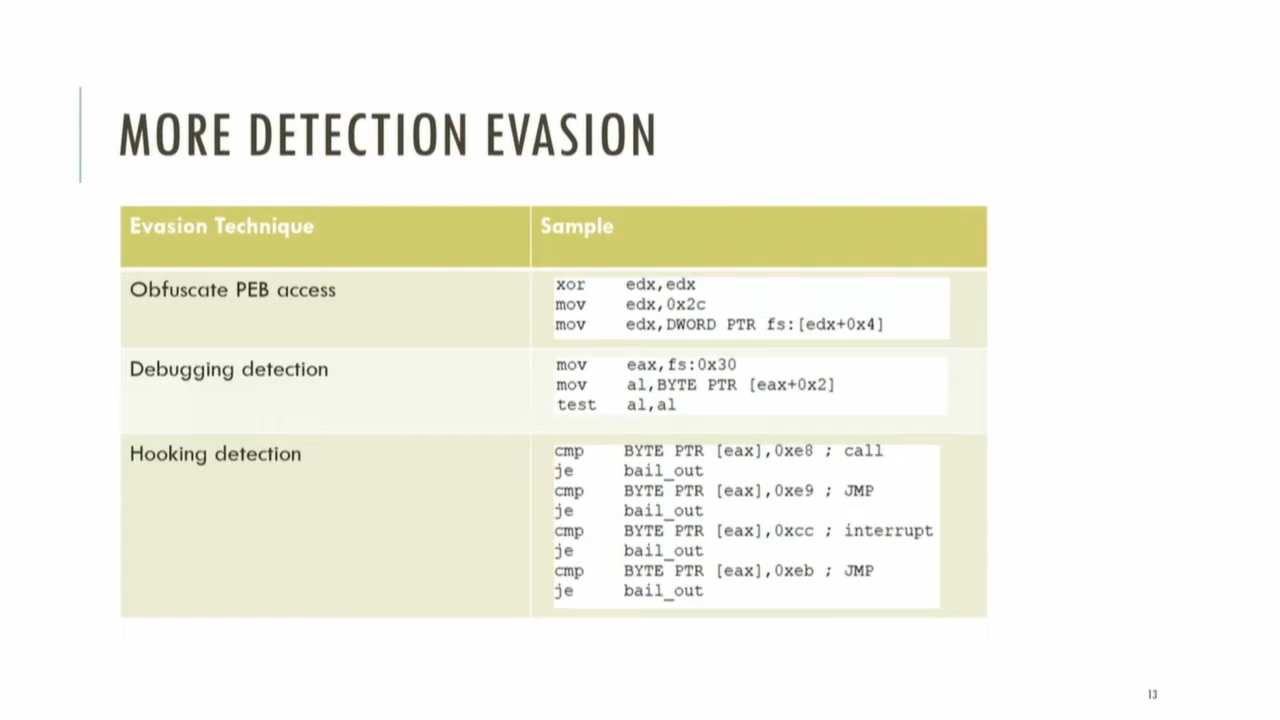 MORE DETECTION EVASION
Evasion Technique
Sample
Obfuscate PEB access
xor edx,edx
mov edx,0x2c
mov edx,DWORD PTR fs:[edx+0x4]
Debugging detection
mov eax,fs:0x30
mov al,BYTE PTR [eax+0x2]
test al,al
Hooking detection
cmp BYTE PTR [eax],0xe8 ; call
je bail_out
cmp BYTE PTR [eax],0xe9 ; JMP
je bail_out
cmp BYTE PTR [eax],0xcc ; interrupt
je bail_out
cmp BYTE PTR [eax],0xeb ; JMP
je bail_out
13